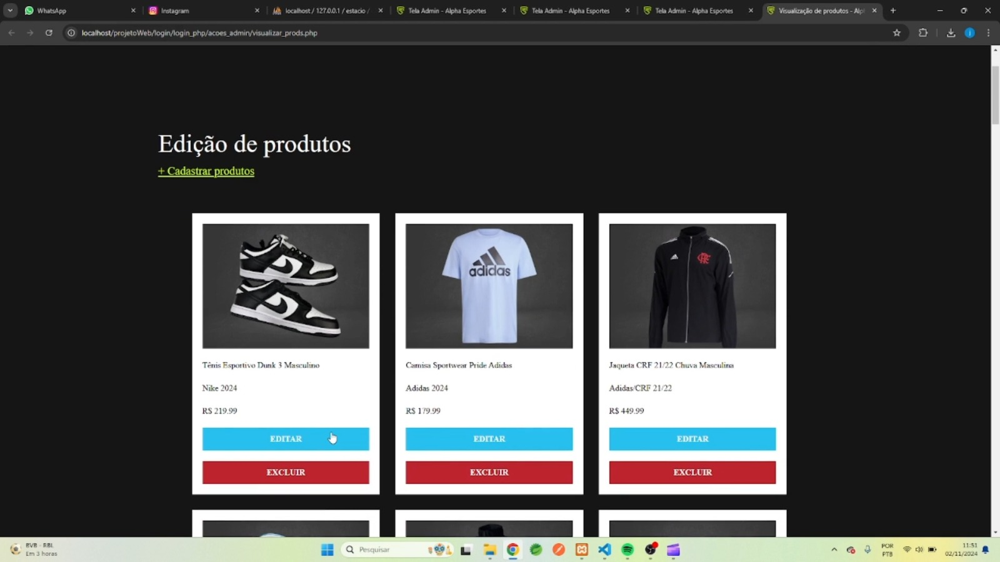 WhatsApp
Instagram
localhost / 127.0.0.1 / estacio /
Tela Admin - Alpha Esportes
Tela Admin - Alpha Esportes
Tela Admin - Alpha Esportes
Visualização de produtos - Alp
localhost/projetoWeb/login/login_php/acoes_admin/visualizar_prods.php
Edição de produtos
+ Cadastrar produtos
adidas
CRF
Tênis Esportivo Dunk 3 Masculino
Nike 2024
R$ 219.99
EDITAR
EXCLUIR
Camisa Sportwear Pride Adidas
Adidas 2024
R$ 179.99
EDITAR
EXCLUIR
Jaqueta CRF 21/22 Chuva Masculina
Adidas/CRF 21/22
R$ 449.99
EDITAR
EXCLUIR
BVB - RBL
Em 3 horas
Pesquisar
POR
PTB
11:51
02/11/2024